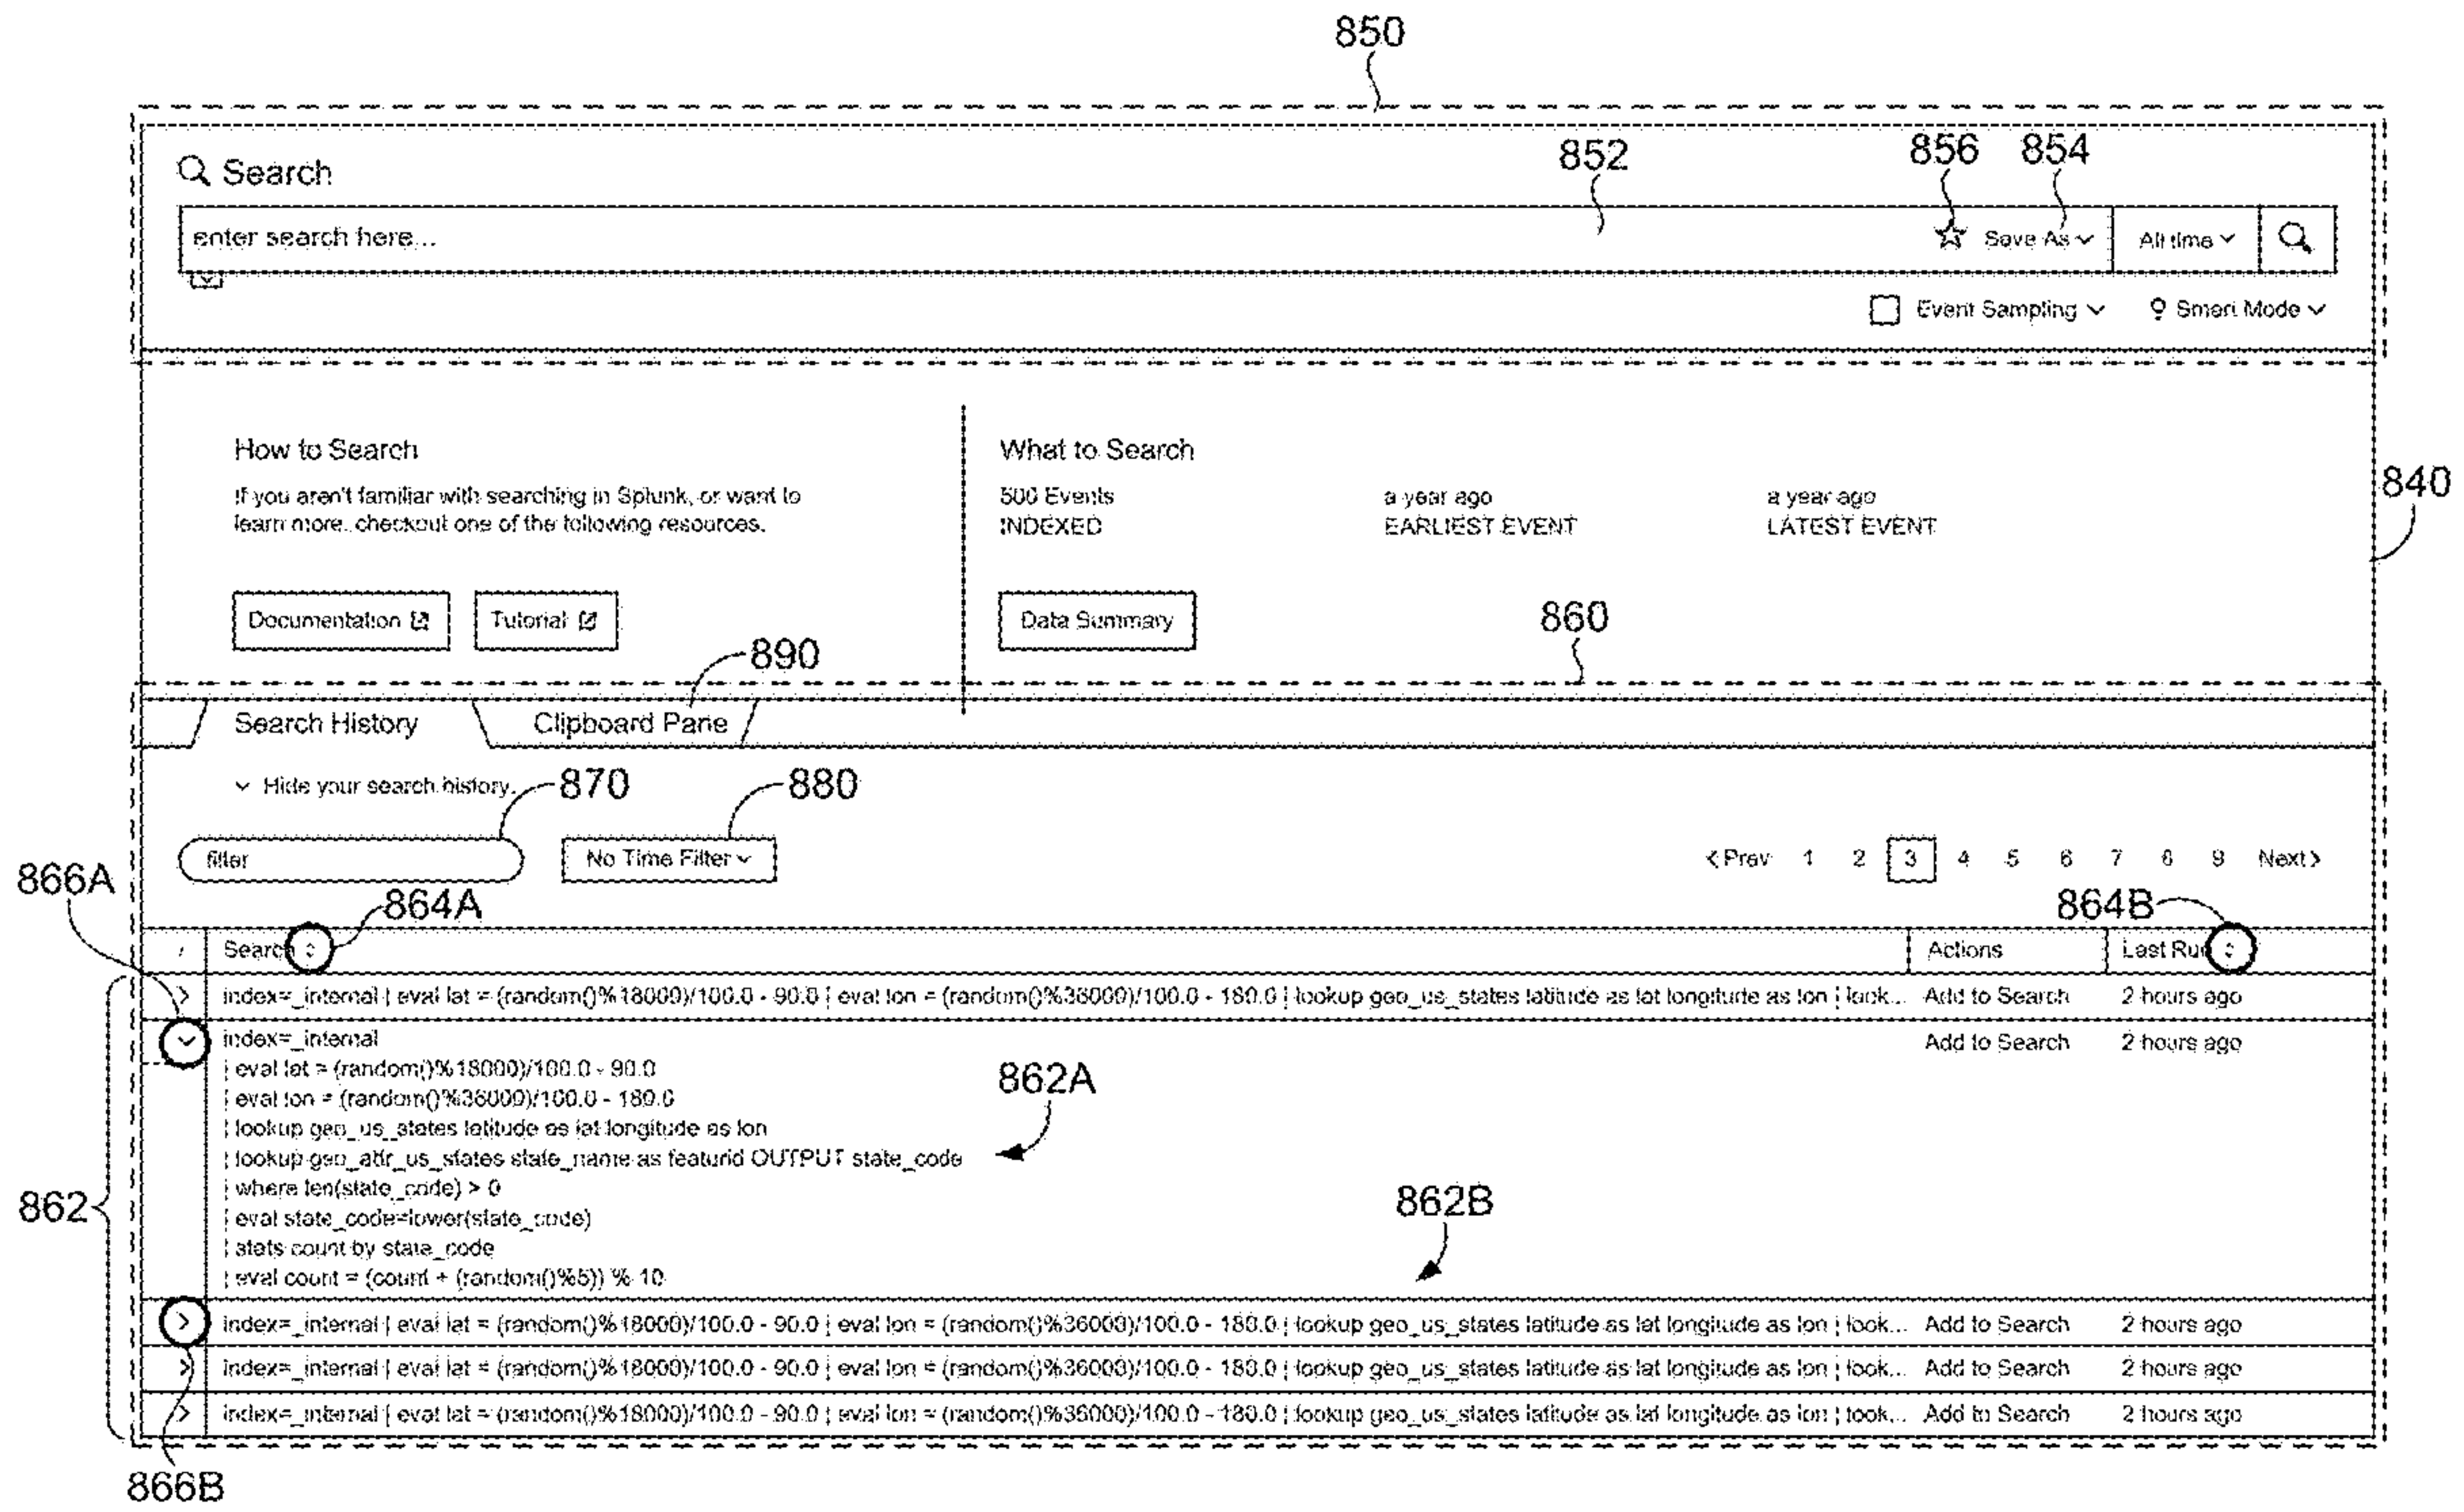 850
852
856 854
Search
enter search here...
Save As
All time
Event Sampling
Smart Mode
How to Search
What to Search
840
If you aren't familiar with searching in Splunk, or want to
learn more, checkout one of the following resources.
500 Events
INDEXED
a year ago
EARLIEST EVENT
a year ago
LATEST EVENT
Documentation
Tutorial
Data Summary
860
890
Search History
Clipboard Pane
Hide your search history.
870
880
filter
No Time Filter
<Prev 1 2 3 4 5 6 7 8 9 Next>
866A
864A
864B
i Search Actions Last Run
> index=_internal | eval lat = (random()%18000)/100.0 - 90.0 | eval lon = (random()%36000)/100.0 - 180.0 | lookup geo_us_states latitude as lat longitude as lon | look... Add to Search 2 hours ago
index=_internal Add to Search 2 hours ago
| eval lat = (random()%18000)/100.0 - 90.0
| eval lon = (random()%36000)/100.0 - 180.0
| lookup geo_us_states latitude as lat longitude as lon
| lookup geo_attr_us_states state_name as featurId OUTPUT state_code
| where len(state_code) > 0
| eval state_code=lower(state_code)
| stats count by state_code
| eval count = (count + (random()%5)) % 10
862A
862
862B
> index=_internal | eval lat = (random()%18000)/100.0 - 90.0 | eval lon = (random()%36000)/100.0 - 180.0 | lookup geo_us_states latitude as lat longitude as lon | look... Add to Search 2 hours ago
> index=_internal | eval lat = (random()%18000)/100.0 - 90.0 | eval lon = (random()%36000)/100.0 - 180.0 | lookup geo_us_states latitude as lat longitude as lon | look... Add to Search 2 hours ago
> index=_internal | eval lat = (random()%18000)/100.0 - 90.0 | eval lon = (random()%36000)/100.0 - 180.0 | lookup geo_us_states latitude as lat longitude as lon | look... Add to Search 2 hours ago
866B